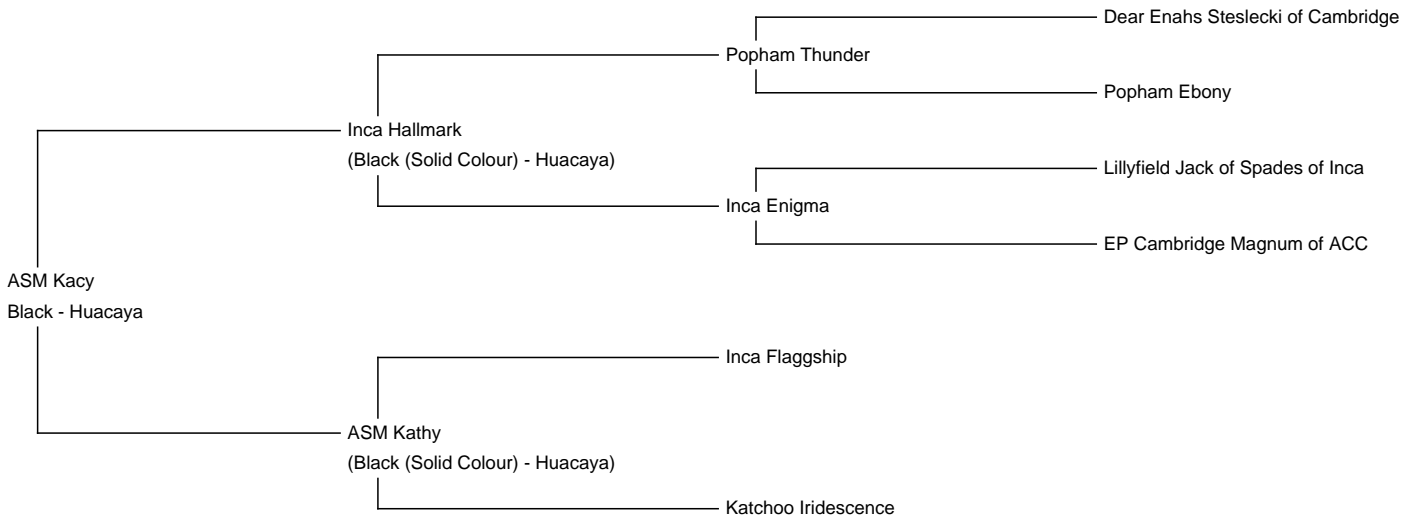 Dear Enahs Steslecki of Cambridge
Popham Thunder
Popham Ebony
Inca Hallmark
(Black (Solid Colour) - Huacaya)
Lillyfield Jack of Spades of Inca
Inca Enigma
EP Cambridge Magnum of ACC
ASM Kacy
Black - Huacaya
Inca Flaggship
ASM Kathy
(Black (Solid Colour) - Huacaya)
Katchoo Iridescence